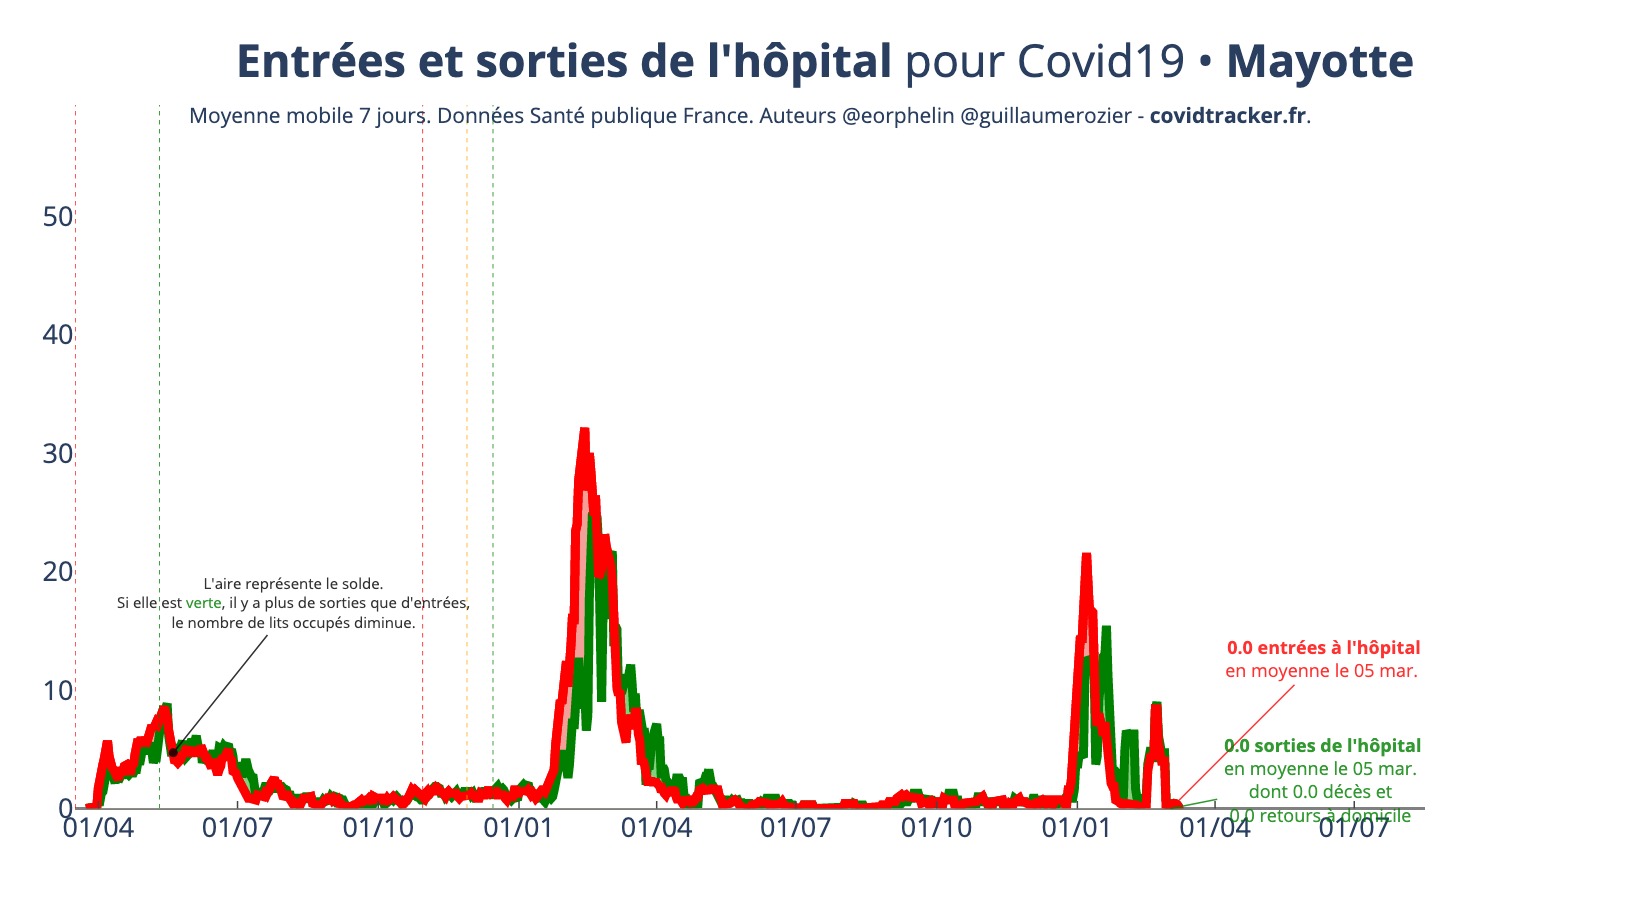 Entrées et sorties de l'hôpital pour Covid19 • Mayotte
Moyenne mobile 7 jours. Données Santé publique France. Auteurs @eorphelin @guillaumerozier - covidtracker.fr.
50
40
30
20
10
0
L'aire représente le solde.
Si elle est verte, il y a plus de sorties que d'entrées,
le nombre de lits occupés diminue.
0.0 entrées à l'hôpital
en moyenne le 05 mar.
0.0 sorties de l'hôpital
en moyenne le 05 mar.
dont 0.0 décès et
0.0 retours à domicile
01/04 01/07 01/10 01/01 01/04 01/07 01/10 01/01 01/04 01/07